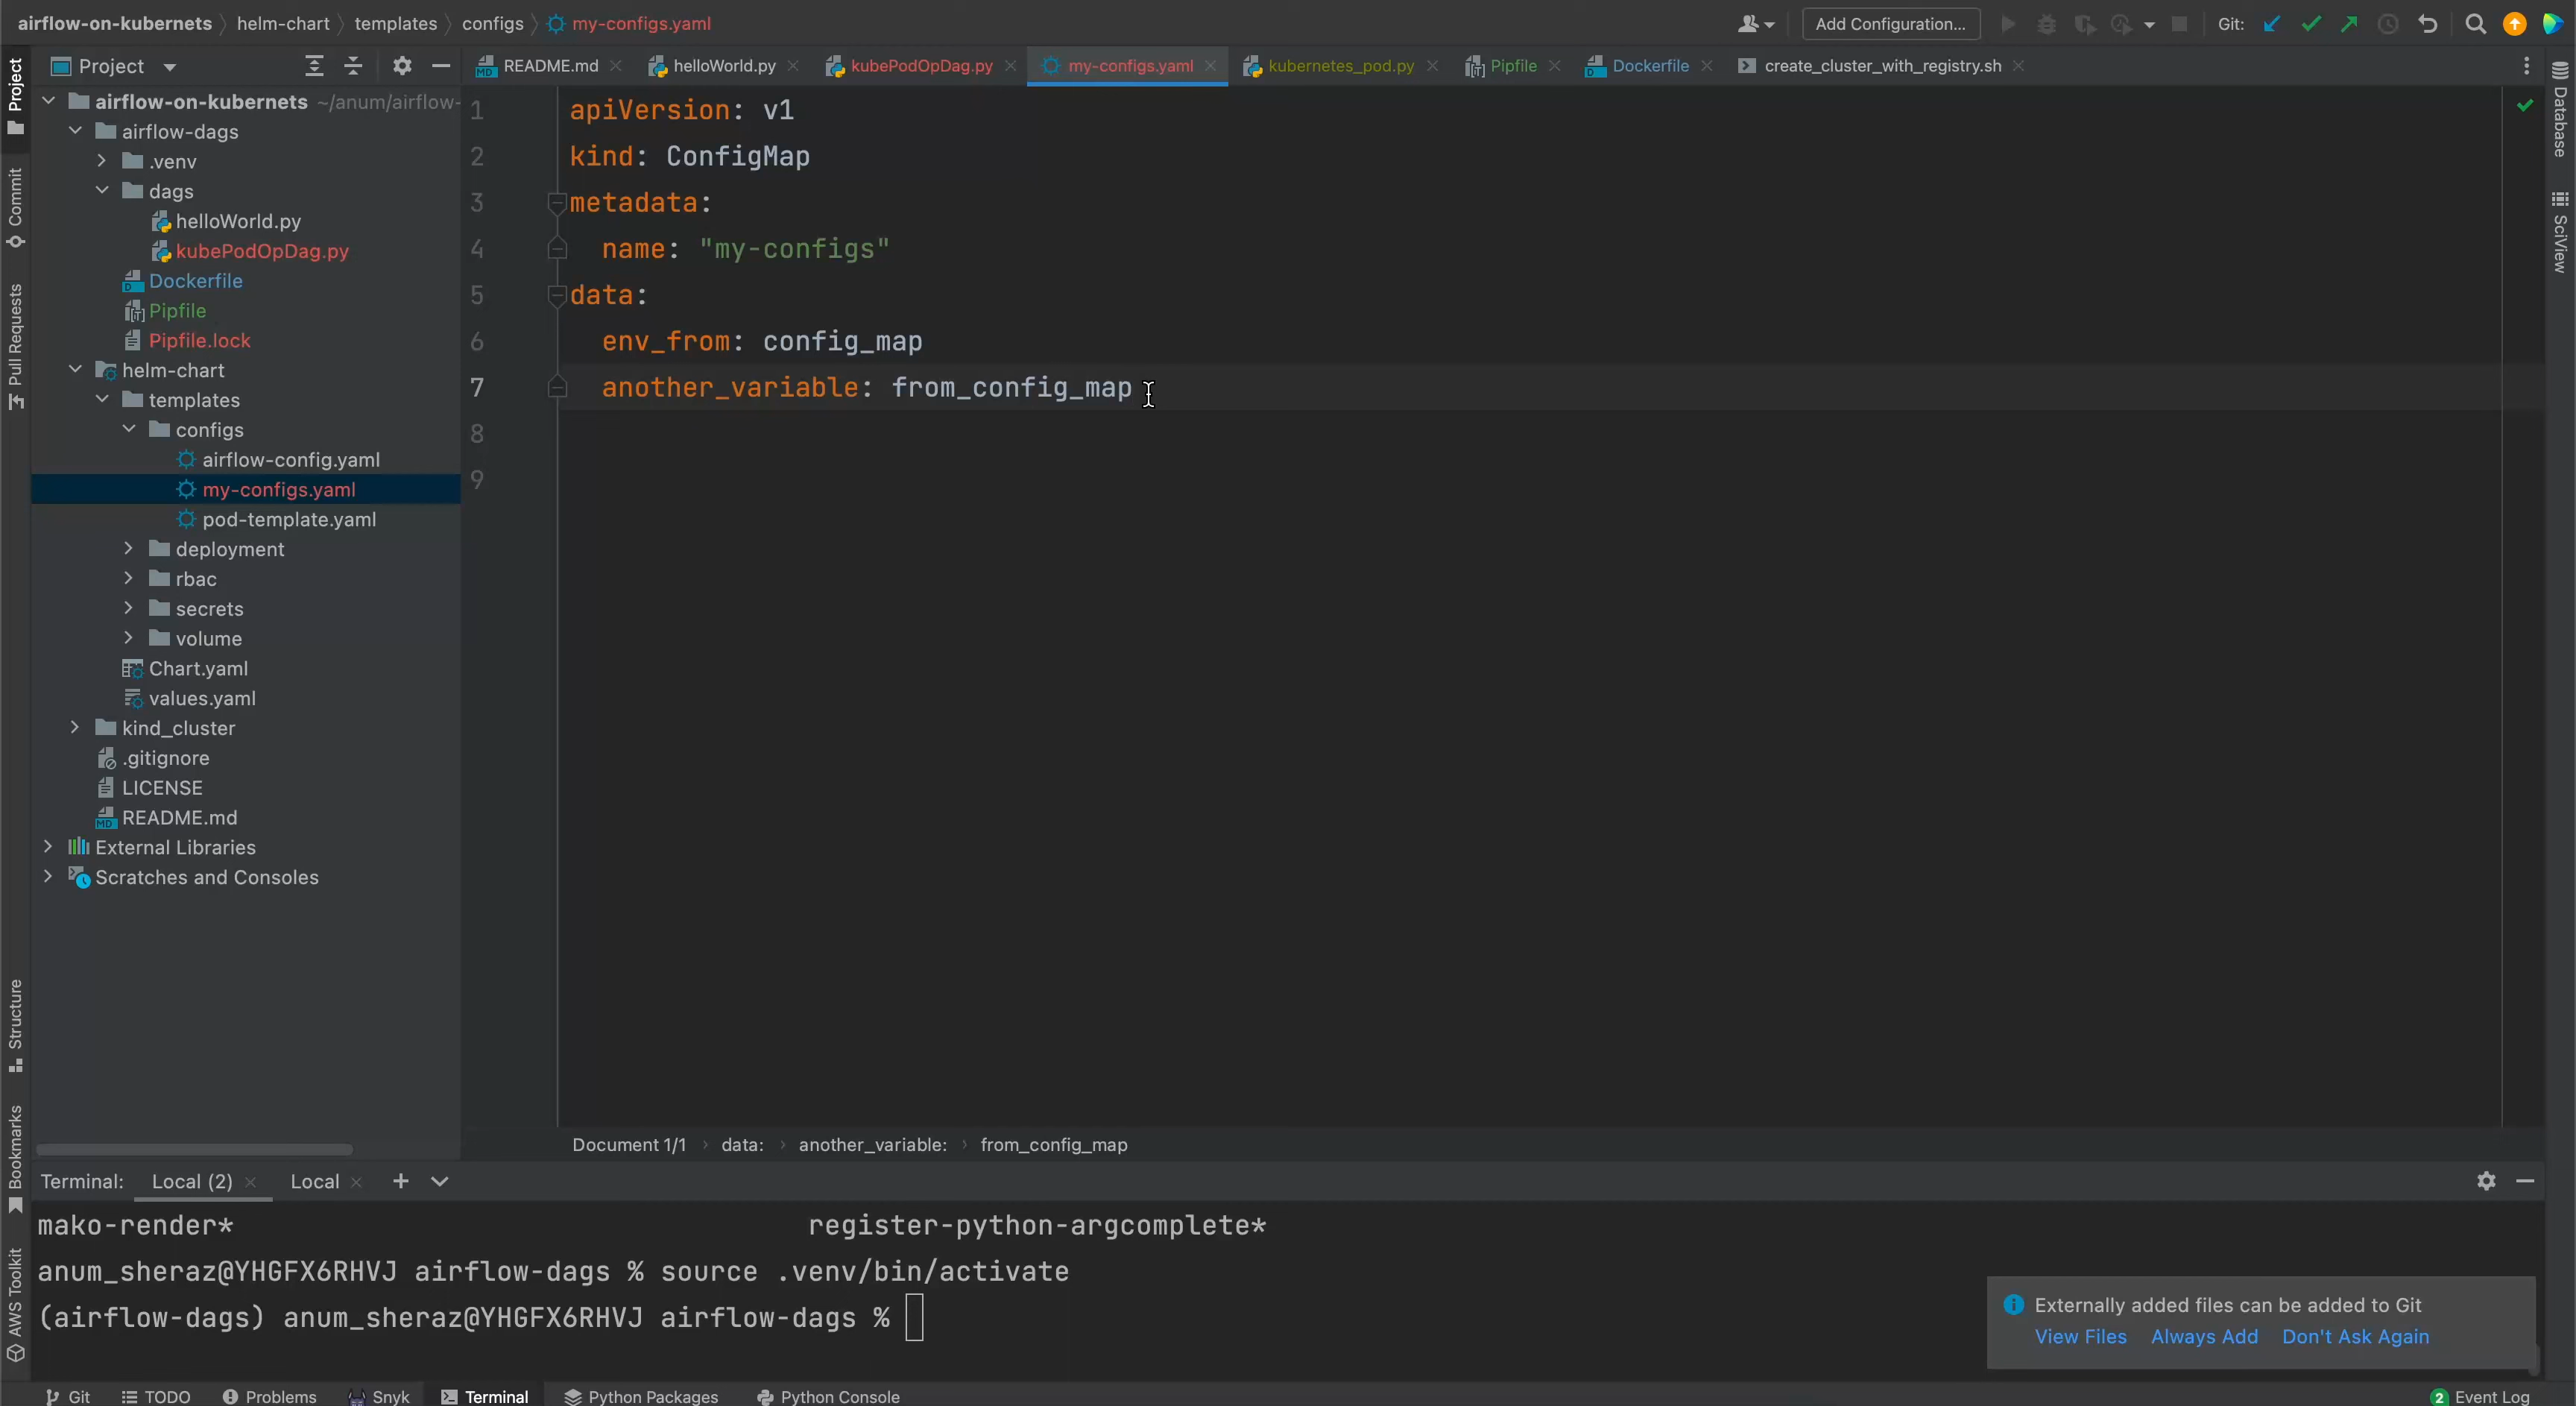 airflow-on-kubernets helm-chart templates configs my-configs.yaml
Add Configuration... Git:
Project
README.md helloWorld.py kubePodOpDag.py my-configs.yaml kubernetes_pod.py Pipfile Dockerfile create_cluster_with_registry.sh
Project
Commit
Pull Requests
Structure
Bookmarks
AWS Toolkit
airflow-on-kubernets ~/anum/airflow-
airflow-dags
.venv
dags
helloWorld.py
kubePodOpDag.py
Dockerfile
Pipfile
Pipfile.lock
helm-chart
templates
configs
airflow-config.yaml
my-configs.yaml
pod-template.yaml
deployment
rbac
secrets
volume
Chart.yaml
values.yaml
kind_cluster
.gitignore
LICENSE
README.md
External Libraries
Scratches and Consoles
1 apiVersion: v1
2 kind: ConfigMap
3 metadata:
4 name: "my-configs"
5 data:
6 env_from: config_map
7 another_variable: from_config_map
8
9
Database
SciView
Document 1/1 data: another_variable: from_config_map
Terminal: Local (2) Local
mako-render* register-python-argcomplete*
anum_sheraz@YHGFX6RHVJ airflow-dags % source .venv/bin/activate
(airflow-dags) anum_sheraz@YHGFX6RHVJ airflow-dags %
Externally added files can be added to Git
View Files Always Add Don't Ask Again
Git TODO Problems Snyk Terminal Python Packages Python Console 2 Event Log